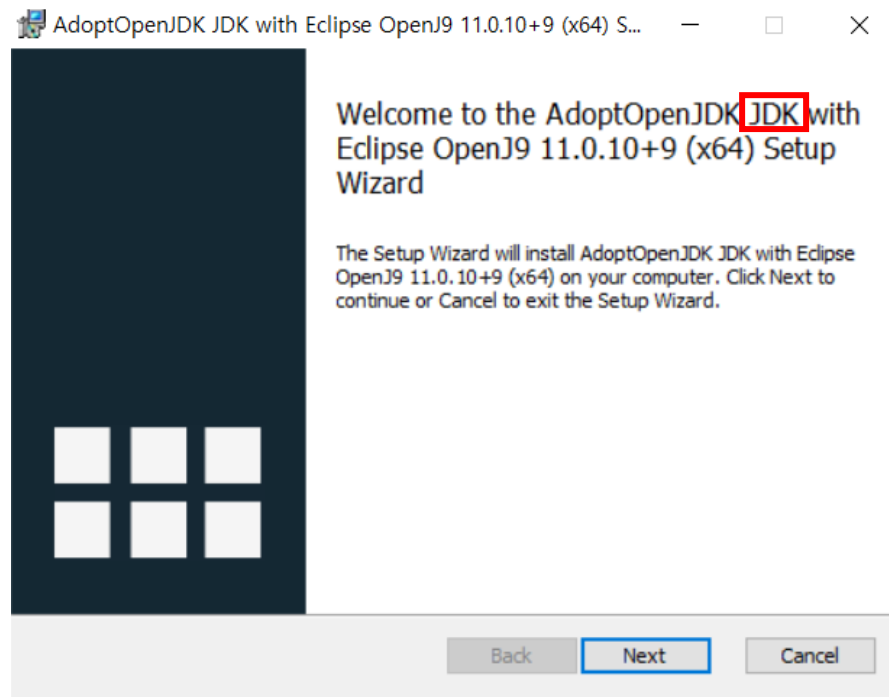 AdoptOpenJDK JDK with Eclipse OpenJ9 11.0.10+9 (x64) S...
Welcome to the AdoptOpenJDK JDK with
Eclipse OpenJ9 11.0.10+9 (x64) Setup
Wizard
The Setup Wizard will install AdoptOpenJDK JDK with Eclipse
OpenJ9 11.0.10+9 (x64) on your computer. Click Next to
continue or Cancel to exit the Setup Wizard.
Back
Next
Cancel